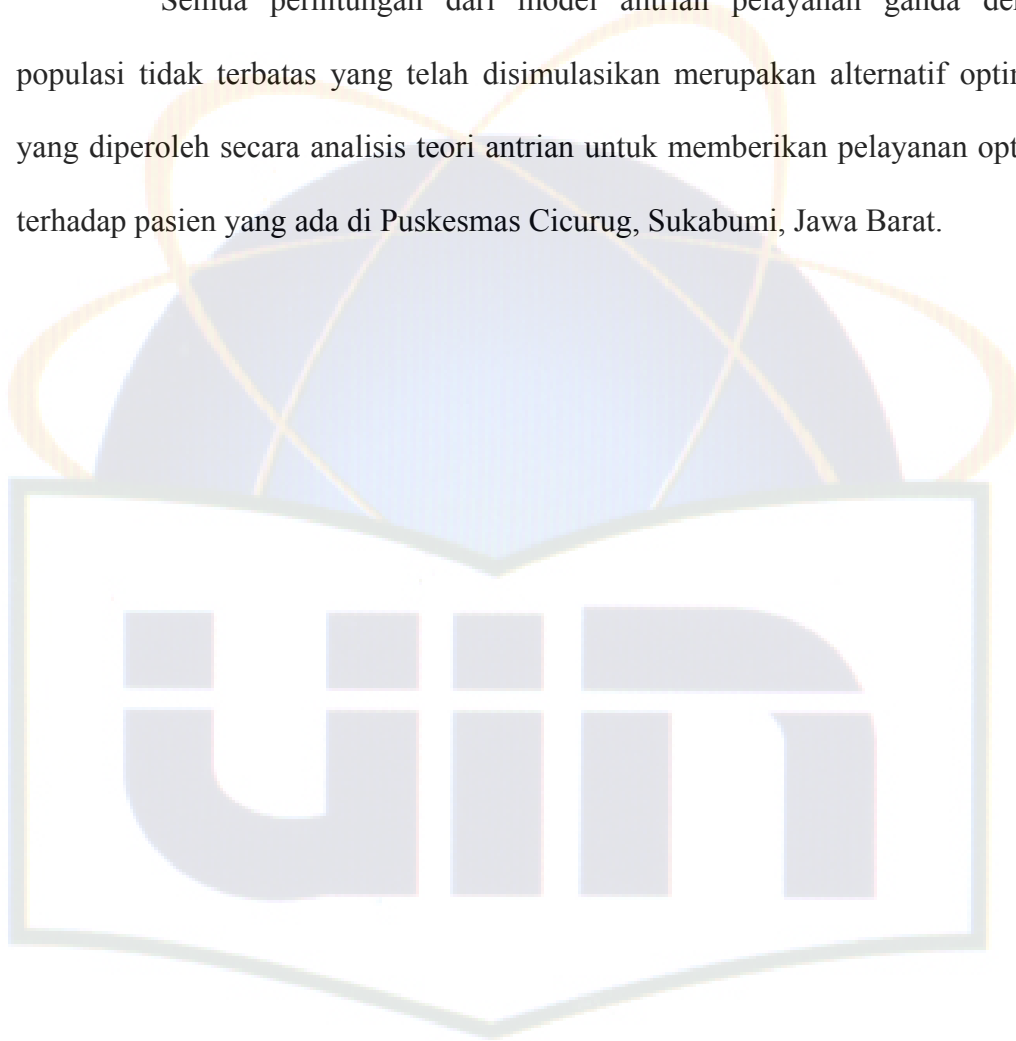 Semua perhitungan dari model antrian pelayanan ganda
populasi tidak terbatas yang telah disimulasikan merupakan alternatif
yang diperoleh secara analisis teori antrian untuk memberikan pelayanan
terhadap pasien yang ada di Puskesmas Cicurug, Sukabumi, Jawa Barat.
uin